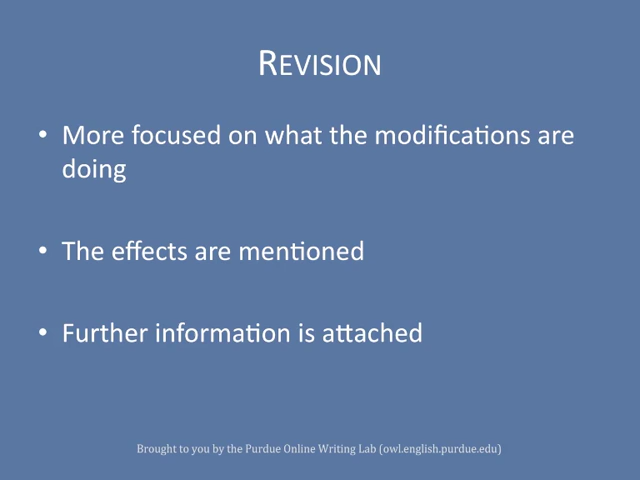 REVISION
• More focused on what the modifications are
doing
• The effects are mentioned
• Further information is attached
Brought to you by the Purdue Online Writing Lab (owl.english.purdue.edu)